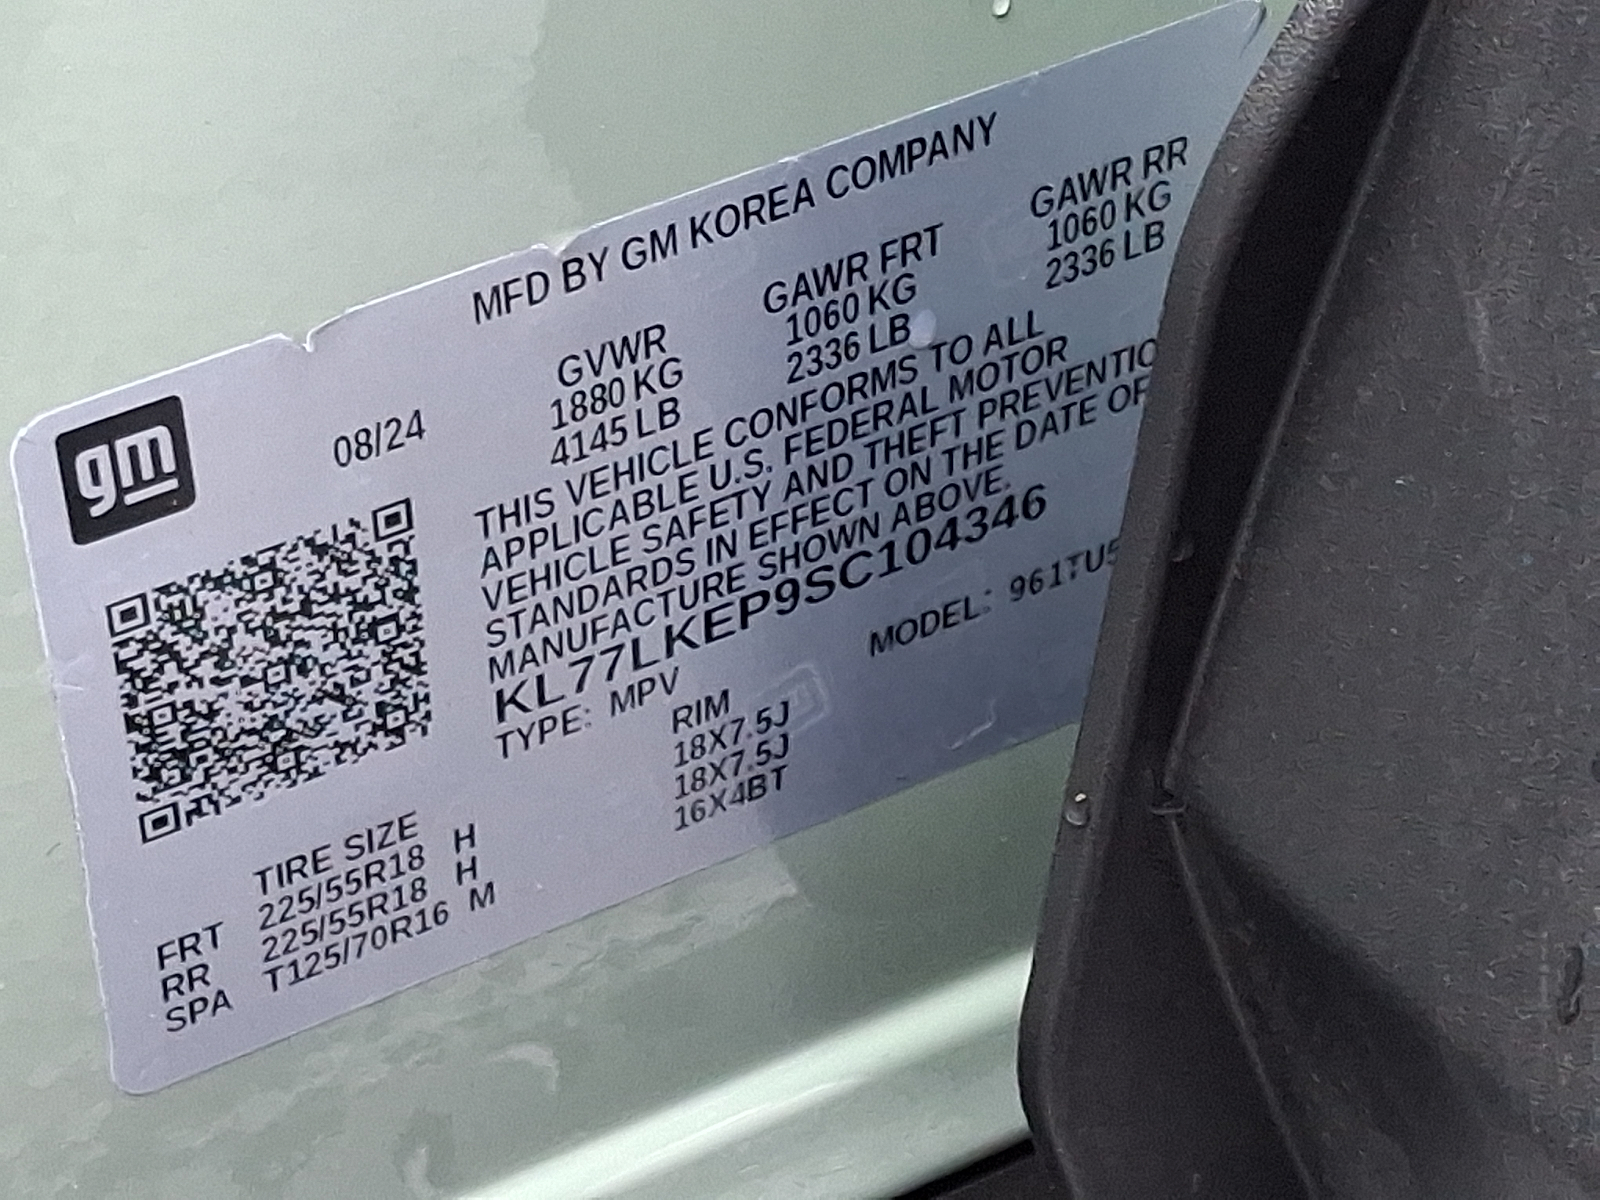 MFD BY GM KOREA COMPANY
gm
08/24
GVWR GAWR FRT GAWR RR
1880 KG 1060 KG 1060 KG
4145 LB 2336 LB 2336 LB
THIS VEHICLE CONFORMS TO ALL
APPLICABLE U.S. FEDERAL MOTOR
VEHICLE SAFETY AND THEFT PREVENTIO
STANDARDS IN EFFECT ON THE DATE OF
MANUFACTURE SHOWN ABOVE.
KL77LKEP9SC104346
TYPE: MPV MODEL: 961TU5
TIRE SIZE RIM
FRT 225/55R18 H 18X7.5J
RR 225/55R18 H 18X7.5J
SPA T125/70R16 M 16X4BT